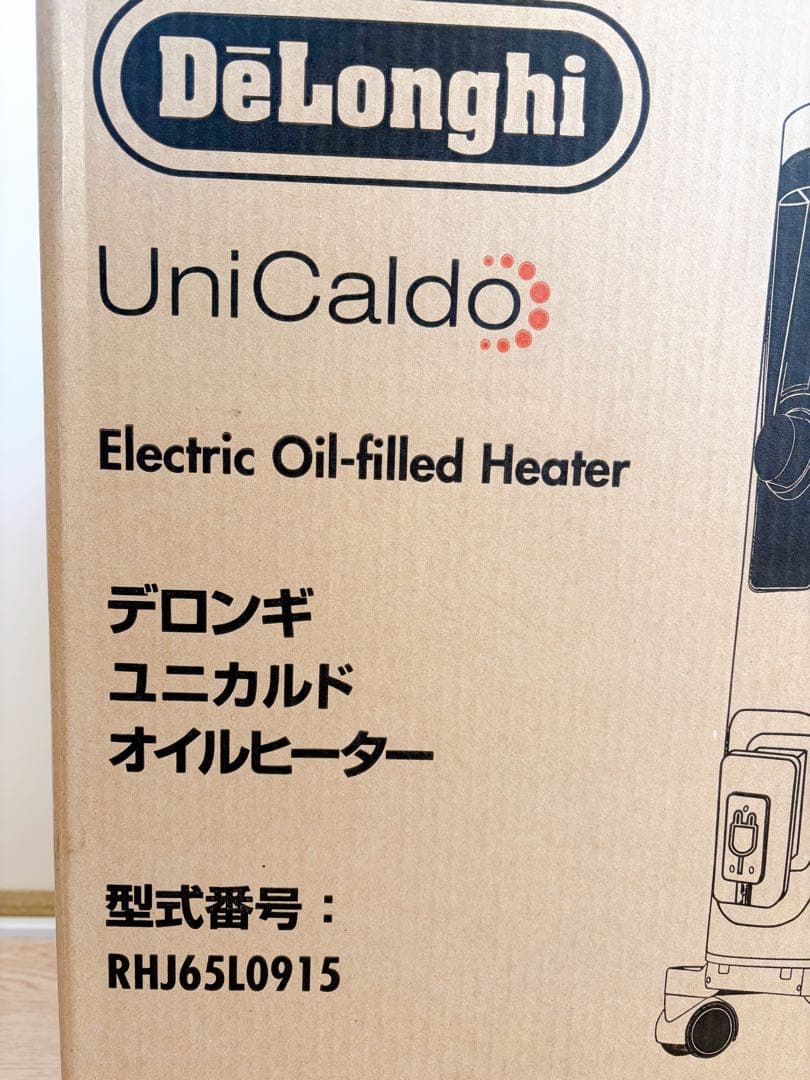 DēLonghi
UniCaldo
Electric Oil-filled Heater
デロンギ
ユニカルド
オイルヒーター
型式番号：
RHJ65L0915